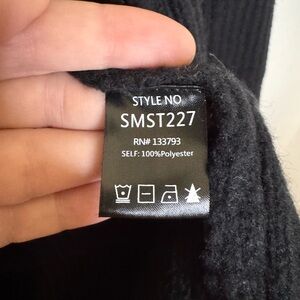 STYLE NO
SMST227
RN# 133793
SELF: 100%Polyester